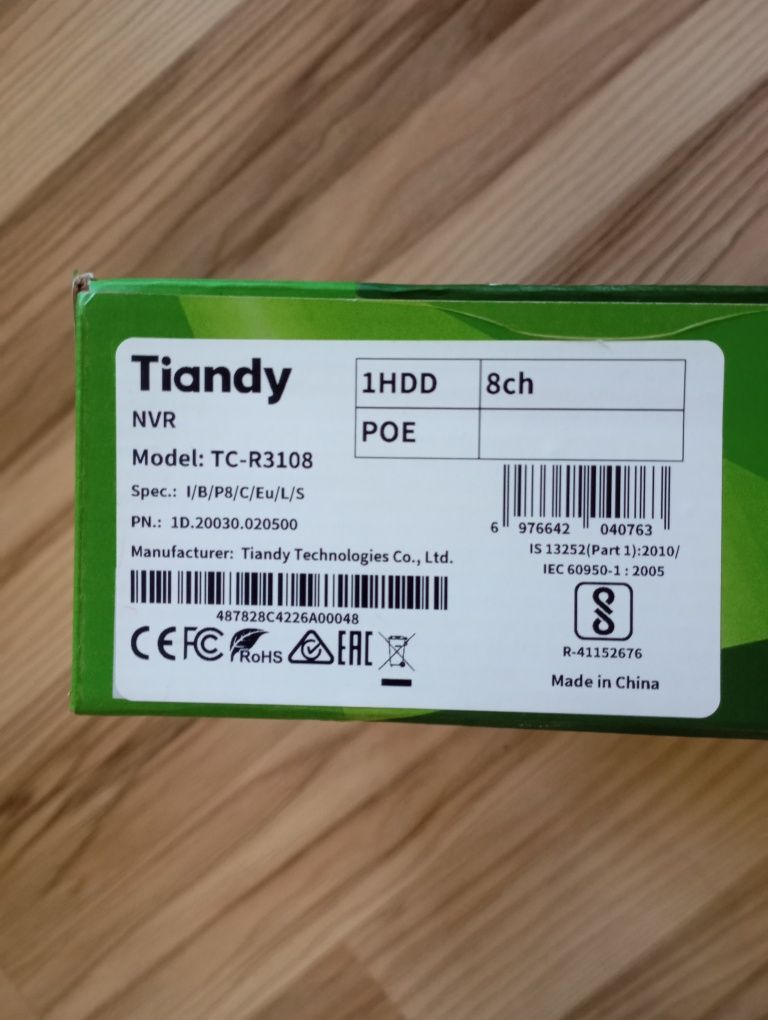 Tiandy
NVR
Model: TC-R3108
Spec.: I/B/P8/C/Eu/L/S
PN.: 1D.20030.020500
Manufacturer: Tiandy Technologies Co., Ltd.
487828C4226A00048
CE FC RoHS EAC
1HDD 8ch
POE
6 976642 040763
IS 13252(Part 1):2010/
IEC 60950-1 : 2005
R-41152676
Made in China